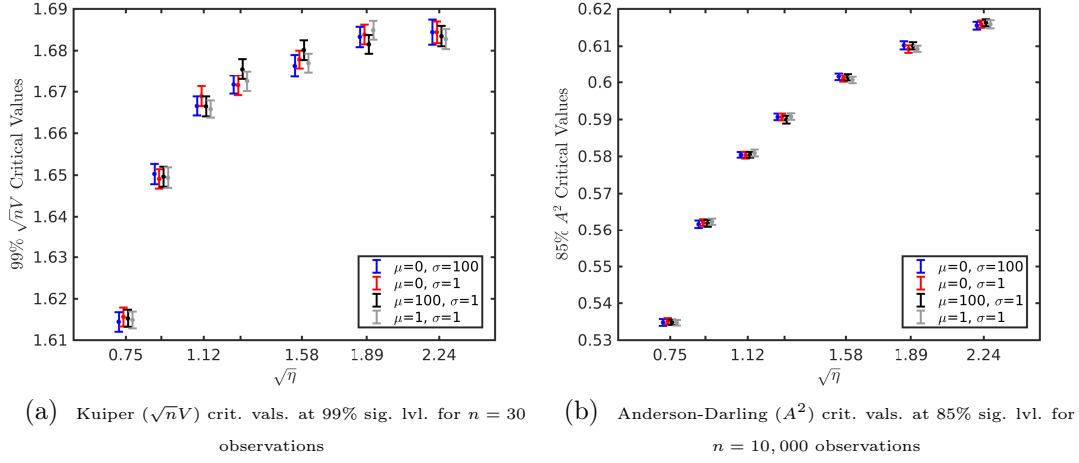 1.69
1.68
1.67
1.66
1.65
1.64
1.63
1.62
1.61
99% √nV Critical Values
0.75 1.12 1.58 1.89 2.24
√η
μ=0, σ=100
μ=0, σ=1
μ=100, σ=1
μ=1, σ=1
(a) Kuiper (√nV) crit. vals. at 99% sig. lvl. for n = 30
observations
0.62
0.61
0.6
0.59
0.58
0.57
0.56
0.55
0.54
0.53
85% A² Critical Values
0.75 1.12 1.58 1.89 2.24
√η
μ=0, σ=100
μ=0, σ=1
μ=100, σ=1
μ=1, σ=1
(b) Anderson-Darling (A²) crit. vals. at 85% sig. lvl. for
n = 10, 000 observations